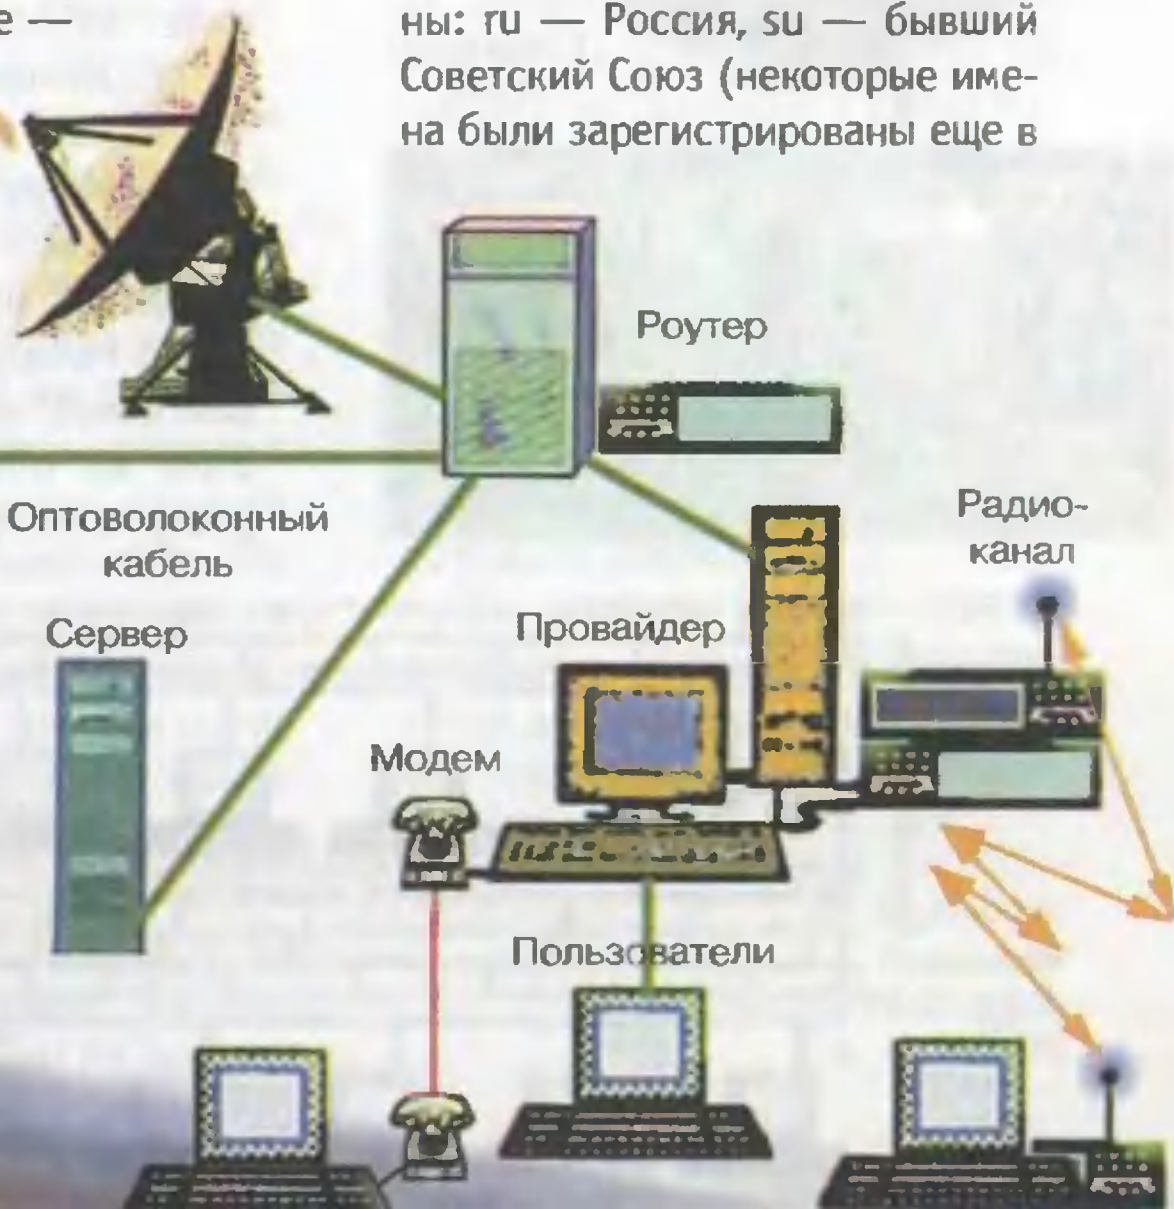 е —
ны: ru — Россия, su — бывший
Советский Союз (некоторые име-
на были зарегистрированы еще в
Роутер
Оптоволоконный
кабель
Радио-
канал
Сервер
Провайдер
Модем
Пользователи